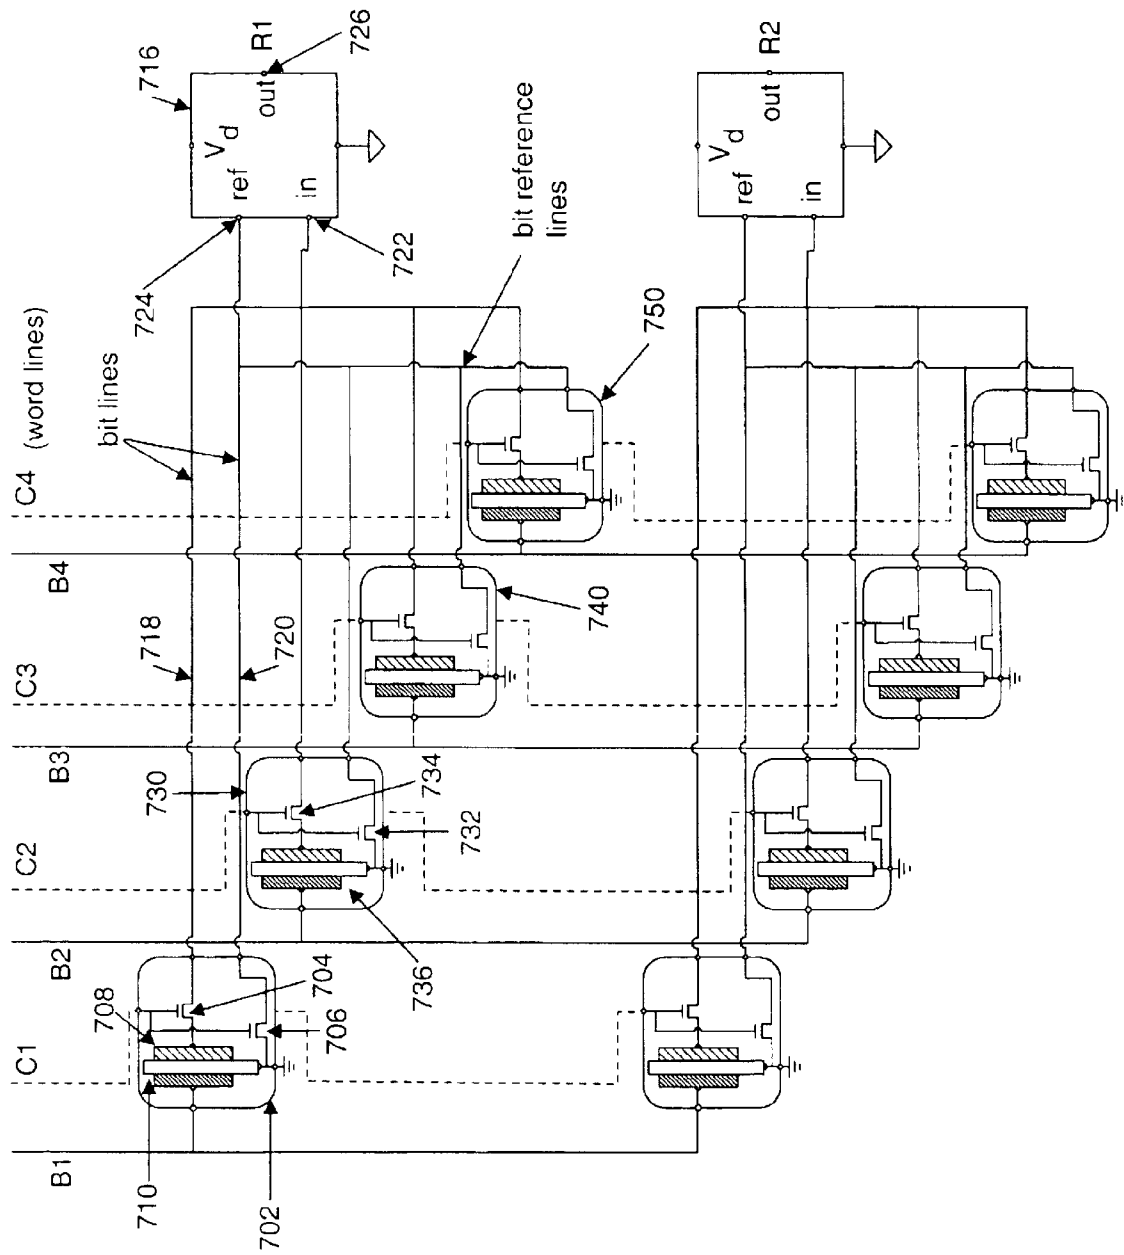 C4 (word lines)
C3
C2
C1
B4
B3
B2
B1
bit lines
716
V d
out
ref
in
R1
726
724
722
bit reference
lines
718
720
750
740
730
734
732
736
708
704
706
710
702
V d
out
ref
in
R2